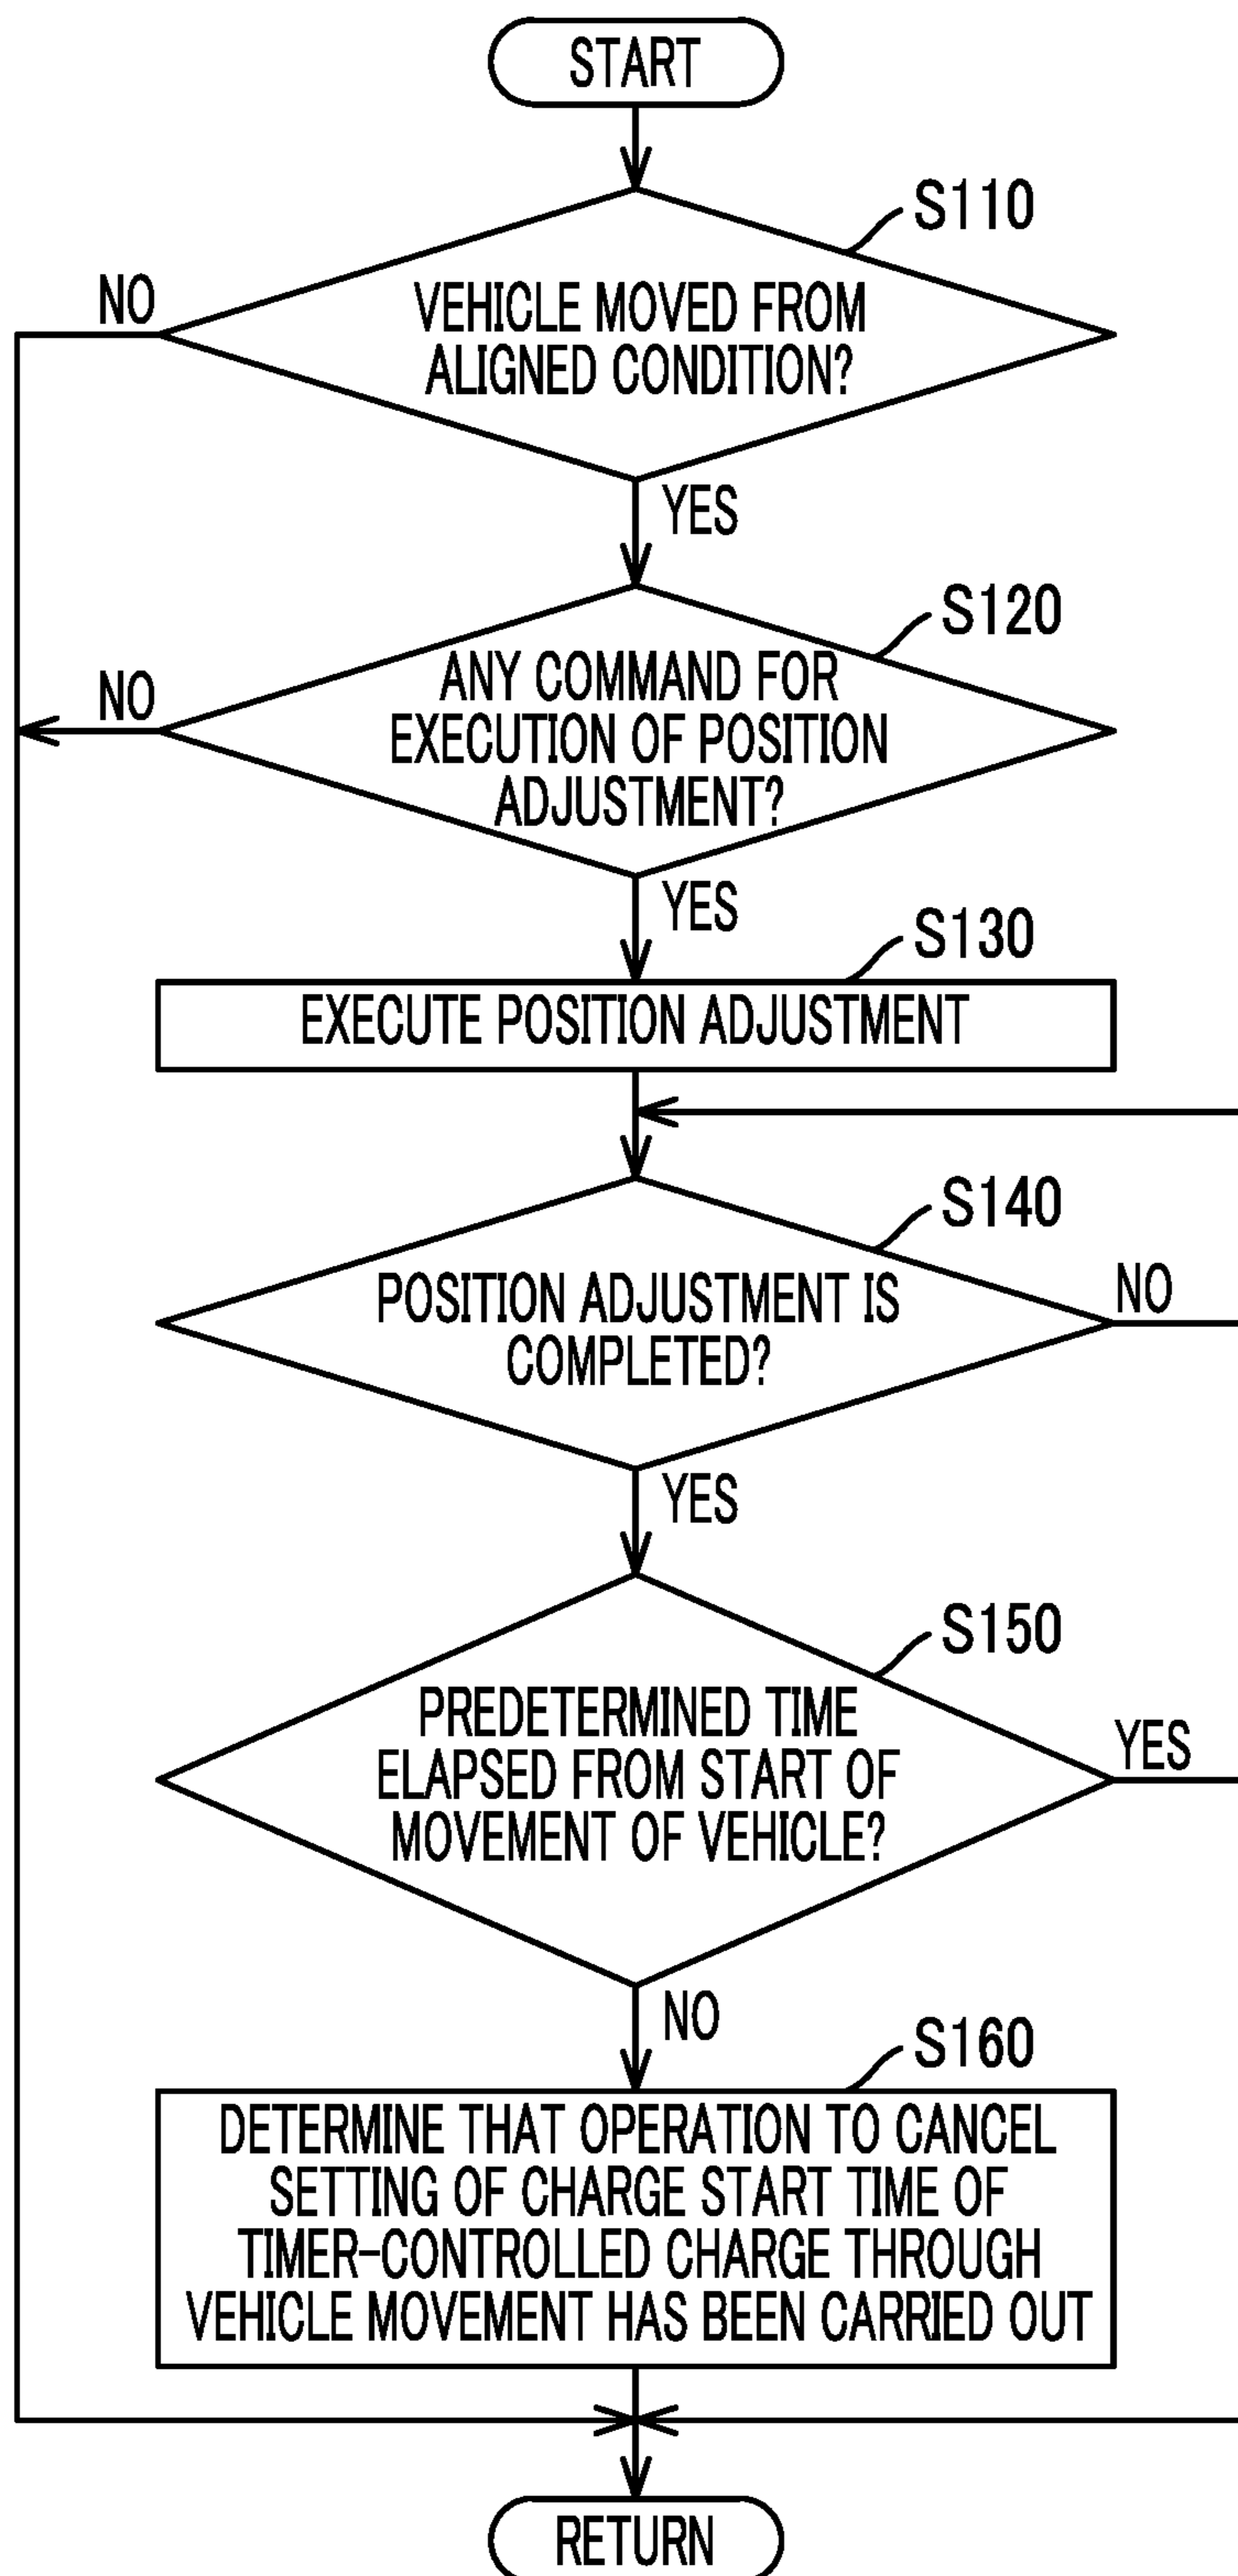 START
S110
NO
VEHICLE MOVED FROM
ALIGNED CONDITION?
YES
S120
NO
ANY COMMAND FOR
EXECUTION OF POSITION
ADJUSTMENT?
YES
S130
EXECUTE POSITION ADJUSTMENT
S140
POSITION ADJUSTMENT IS
COMPLETED?
NO
YES
S150
PREDETERMINED TIME
ELAPSED FROM START OF
MOVEMENT OF VEHICLE?
YES
NO
S160
DETERMINE THAT OPERATION TO CANCEL
SETTING OF CHARGE START TIME OF
TIMER-CONTROLLED CHARGE THROUGH
VEHICLE MOVEMENT HAS BEEN CARRIED OUT
RETURN